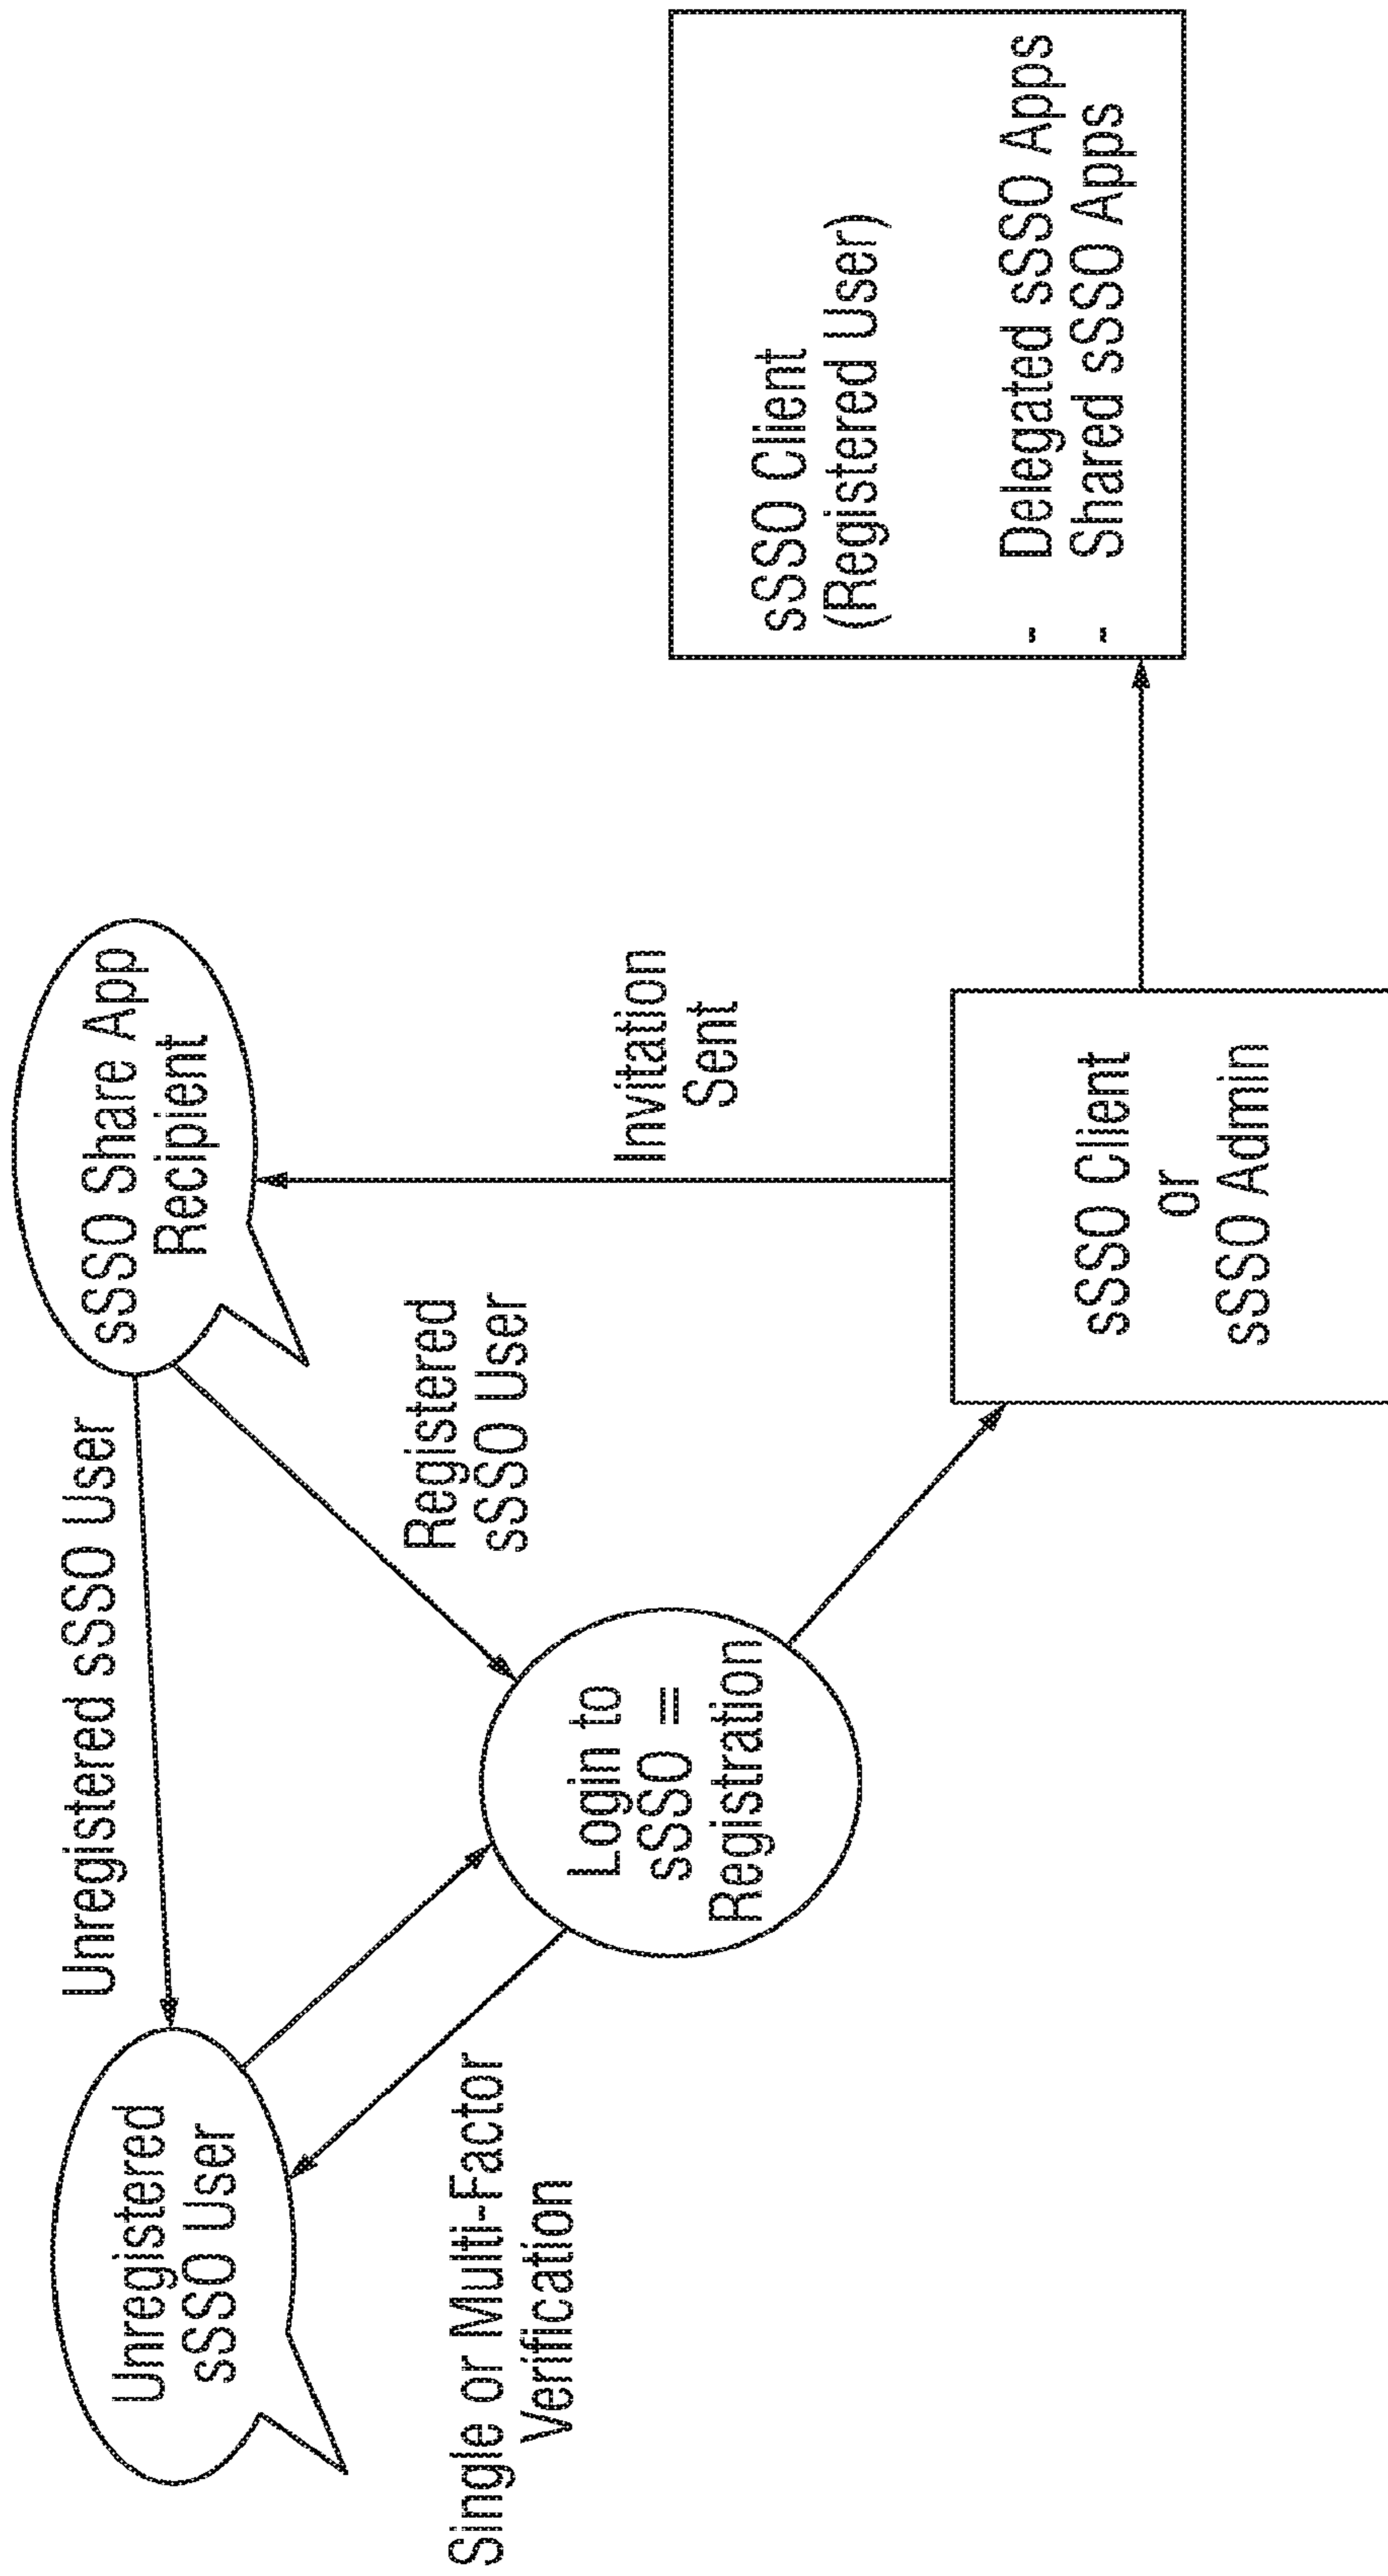 Unregistered
sSSO User
Unregistered sSSO User
sSSO Share App
Recipient
Single or Multi-Factor
Verification
Login to
sSSO =
Registration
Registered
sSSO User
Invitation
Sent
sSSO Client
or
sSSO Admin
sSSO Client
(Registered User)
- Delegated sSSO Apps
- Shared sSSO Apps